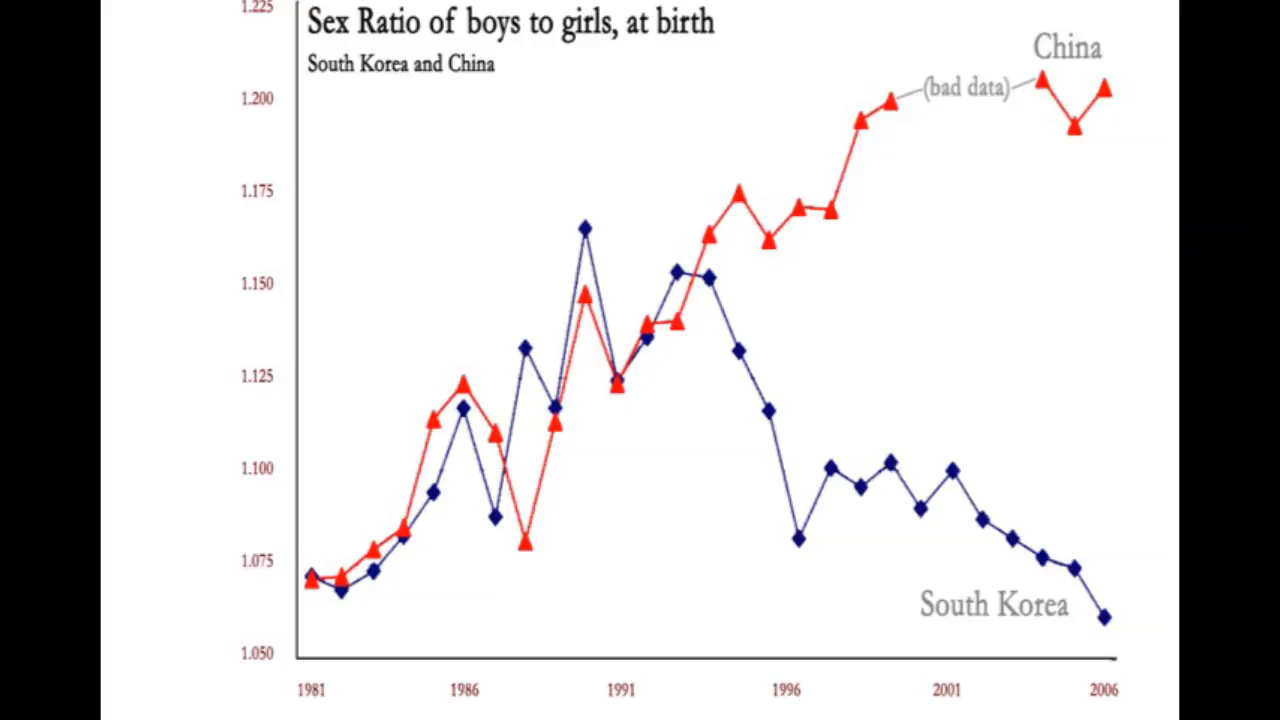 1.225
Sex Ratio of boys to girls, at birth
South Korea and China
China
1.200
(bad data)
1.175
1.150
1.125
1.100
1.075
South Korea
1.050
1981 1986 1991 1996 2001 2006